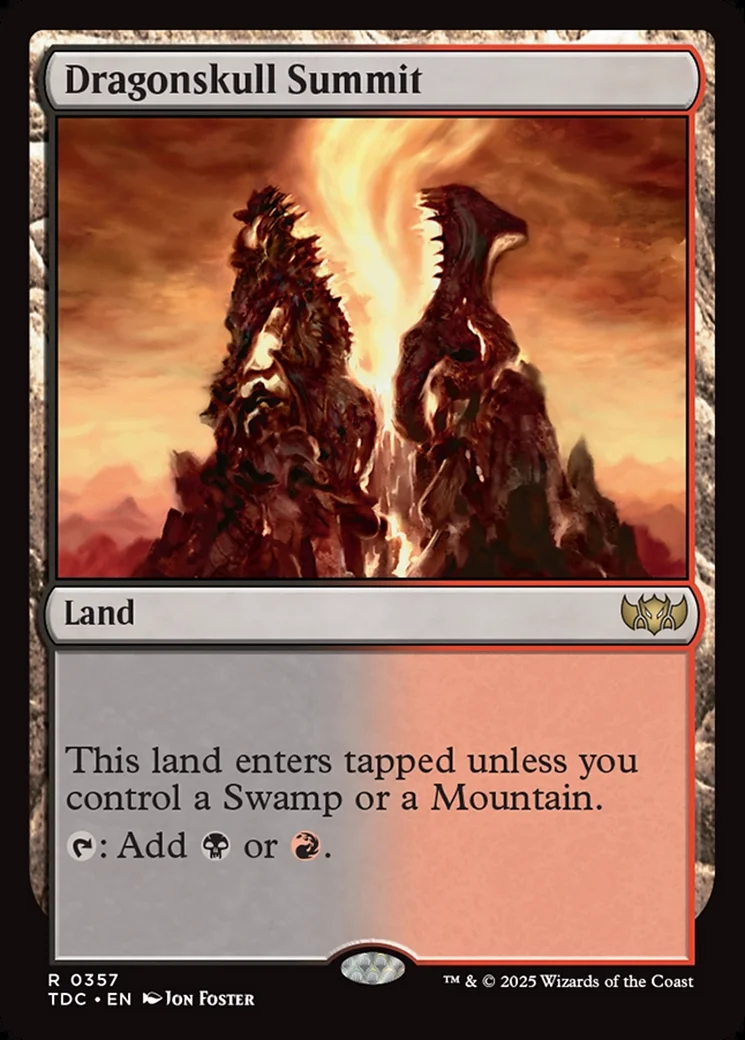 Dragonskull Summit
Land
This land enters tapped unless you
control a Swamp or a Mountain.
: Add or .
R 0357
TDC • EN Jon Foster
™ & © 2025 Wizards of the Coast